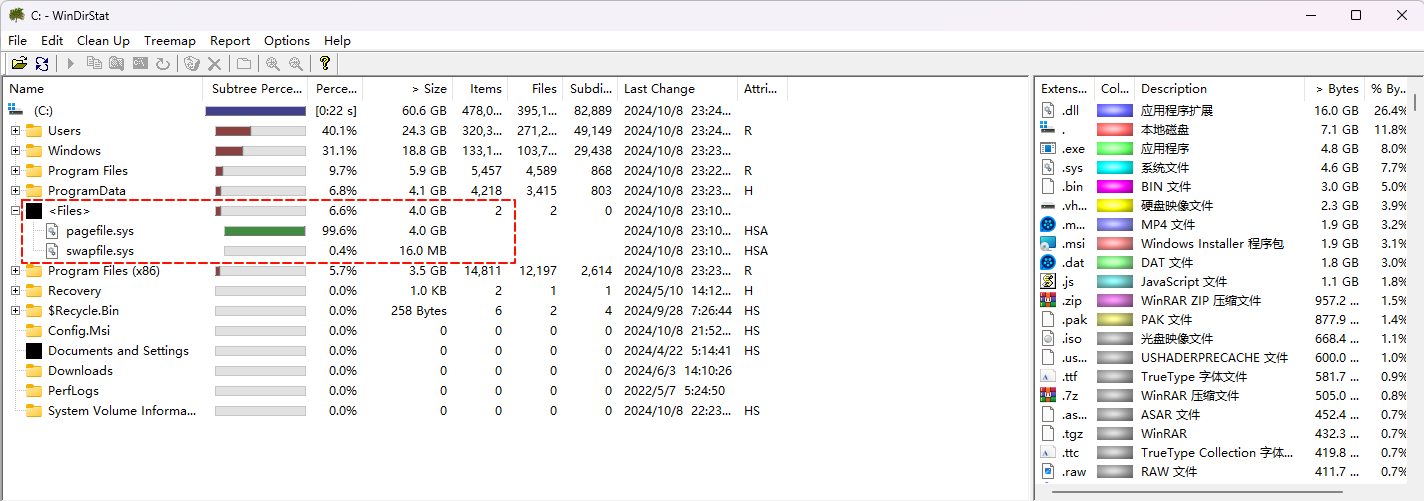 C: - WinDirStat
File Edit Clean Up Treemap Report Options Help
Name Subtree Perce... Perce... > Size Items Files Subdi... Last Change Attri...
(C:) [0:22 s] 60.6 GB 478,0... 395,1... 82,889 2024/10/8 23:24...
Users 40.1% 24.3 GB 320,3... 271,2... 49,149 2024/10/8 23:24... R
Windows 31.1% 18.8 GB 133,1... 103,7... 29,438 2024/10/8 23:23...
Program Files 9.7% 5.9 GB 5,457 4,589 868 2024/10/8 23:22... R
ProgramData 6.8% 4.1 GB 4,218 3,415 803 2024/10/8 23:23... H
<Files> 6.6% 4.0 GB 2 2 0 2024/10/8 23:10...
pagefile.sys 99.6% 4.0 GB 2024/10/8 23:10... HSA
swapfile.sys 0.4% 16.0 MB 2024/10/8 23:10... HSA
Program Files (x86) 5.7% 3.5 GB 14,811 12,197 2,614 2024/10/8 23:23... R
Recovery 0.0% 1.0 KB 2 1 1 2024/5/10 14:12... H
$Recycle.Bin 0.0% 258 Bytes 6 2 4 2024/9/28 7:26:44 HS
Config.Msi 0.0% 0 0 0 0 2024/10/8 21:52... HS
Documents and Settings 0.0% 0 0 0 0 2024/4/22 5:14:41 HS
Downloads 0.0% 0 0 0 0 2024/6/3 14:10:26
PerfLogs 0.0% 0 0 0 0 2022/5/7 5:24:50
System Volume Informa... 0.0% 0 0 0 0 2024/10/8 22:23... HS
Extens... Col... Description > Bytes % By...
.dll 应用程序扩展 16.0 GB 26.4%
. 本地磁盘 7.1 GB 11.8%
.exe 应用程序 4.8 GB 8.0%
.sys 系统文件 4.6 GB 7.7%
.bin BIN 文件 3.0 GB 5.0%
.vh... 硬盘映像文件 2.3 GB 3.9%
.m... MP4 文件 1.9 GB 3.2%
.msi Windows Installer 程序包 1.9 GB 3.1%
.dat DAT 文件 1.8 GB 3.0%
.js JavaScript 文件 1.1 GB 1.8%
.zip WinRAR ZIP 压缩文件 957.2 ... 1.5%
.pak PAK 文件 877.9 ... 1.4%
.iso 光盘映像文件 668.4 ... 1.1%
.us... USHADERPRECACHE 文件 600.0 ... 1.0%
.ttf TrueType 字体文件 581.7 ... 0.9%
.7z WinRAR 压缩文件 505.0 ... 0.8%
.as... ASAR 文件 452.4 ... 0.7%
.tgz WinRAR 432.3 ... 0.7%
.ttc TrueType Collection 字体... 419.8 ... 0.7%
.raw RAW 文件 411.7 ... 0.7%